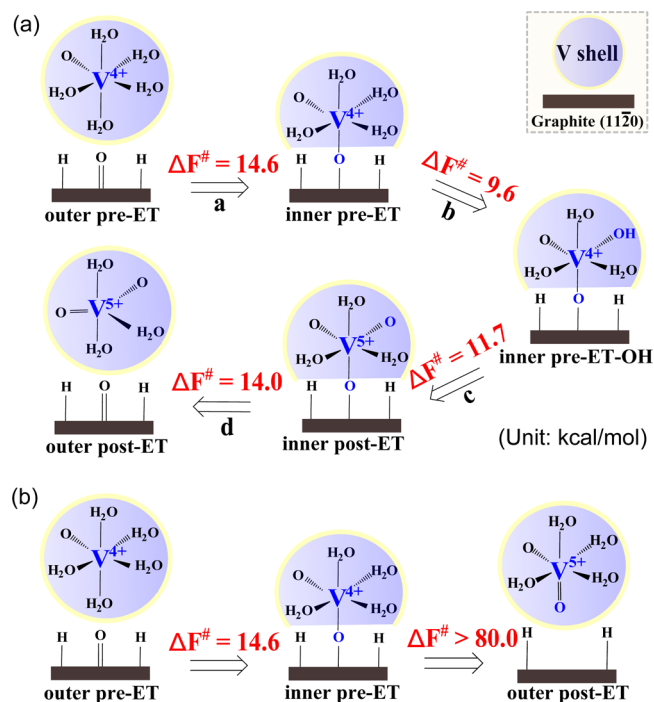 (a)
H₂O
O
H₂O
V⁴⁺
H₂O
H₂O
H₂O
H O H
outer pre-ET
ΔF# = 14.6
a
H₂O
O
H₂O
V⁴⁺
H₂O
H₂O
H O H
inner pre-ET
ΔF# = 9.6
b
V shell
Graphite (112̄0)
H₂O
O
OH
V⁴⁺
H₂O
H₂O
H O H
inner pre-ET-OH
ΔF# = 11.7
c
H₂O
O
O
V⁵⁺
H₂O
H₂O
H O H
inner post-ET
ΔF# = 14.0
d
H₂O
O
O
V⁵⁺
H₂O
H₂O
H O H
outer post-ET
(Unit: kcal/mol)
(b)
H₂O
O
H₂O
V⁴⁺
H₂O
H₂O
H₂O
H O H
outer pre-ET
ΔF# = 14.6
H₂O
O
H₂O
V⁴⁺
H₂O
H₂O
H O H
inner pre-ET
ΔF# > 80.0
H₂O
O
H₂O
V⁵⁺
H₂O
H₂O
O
H H
outer post-ET